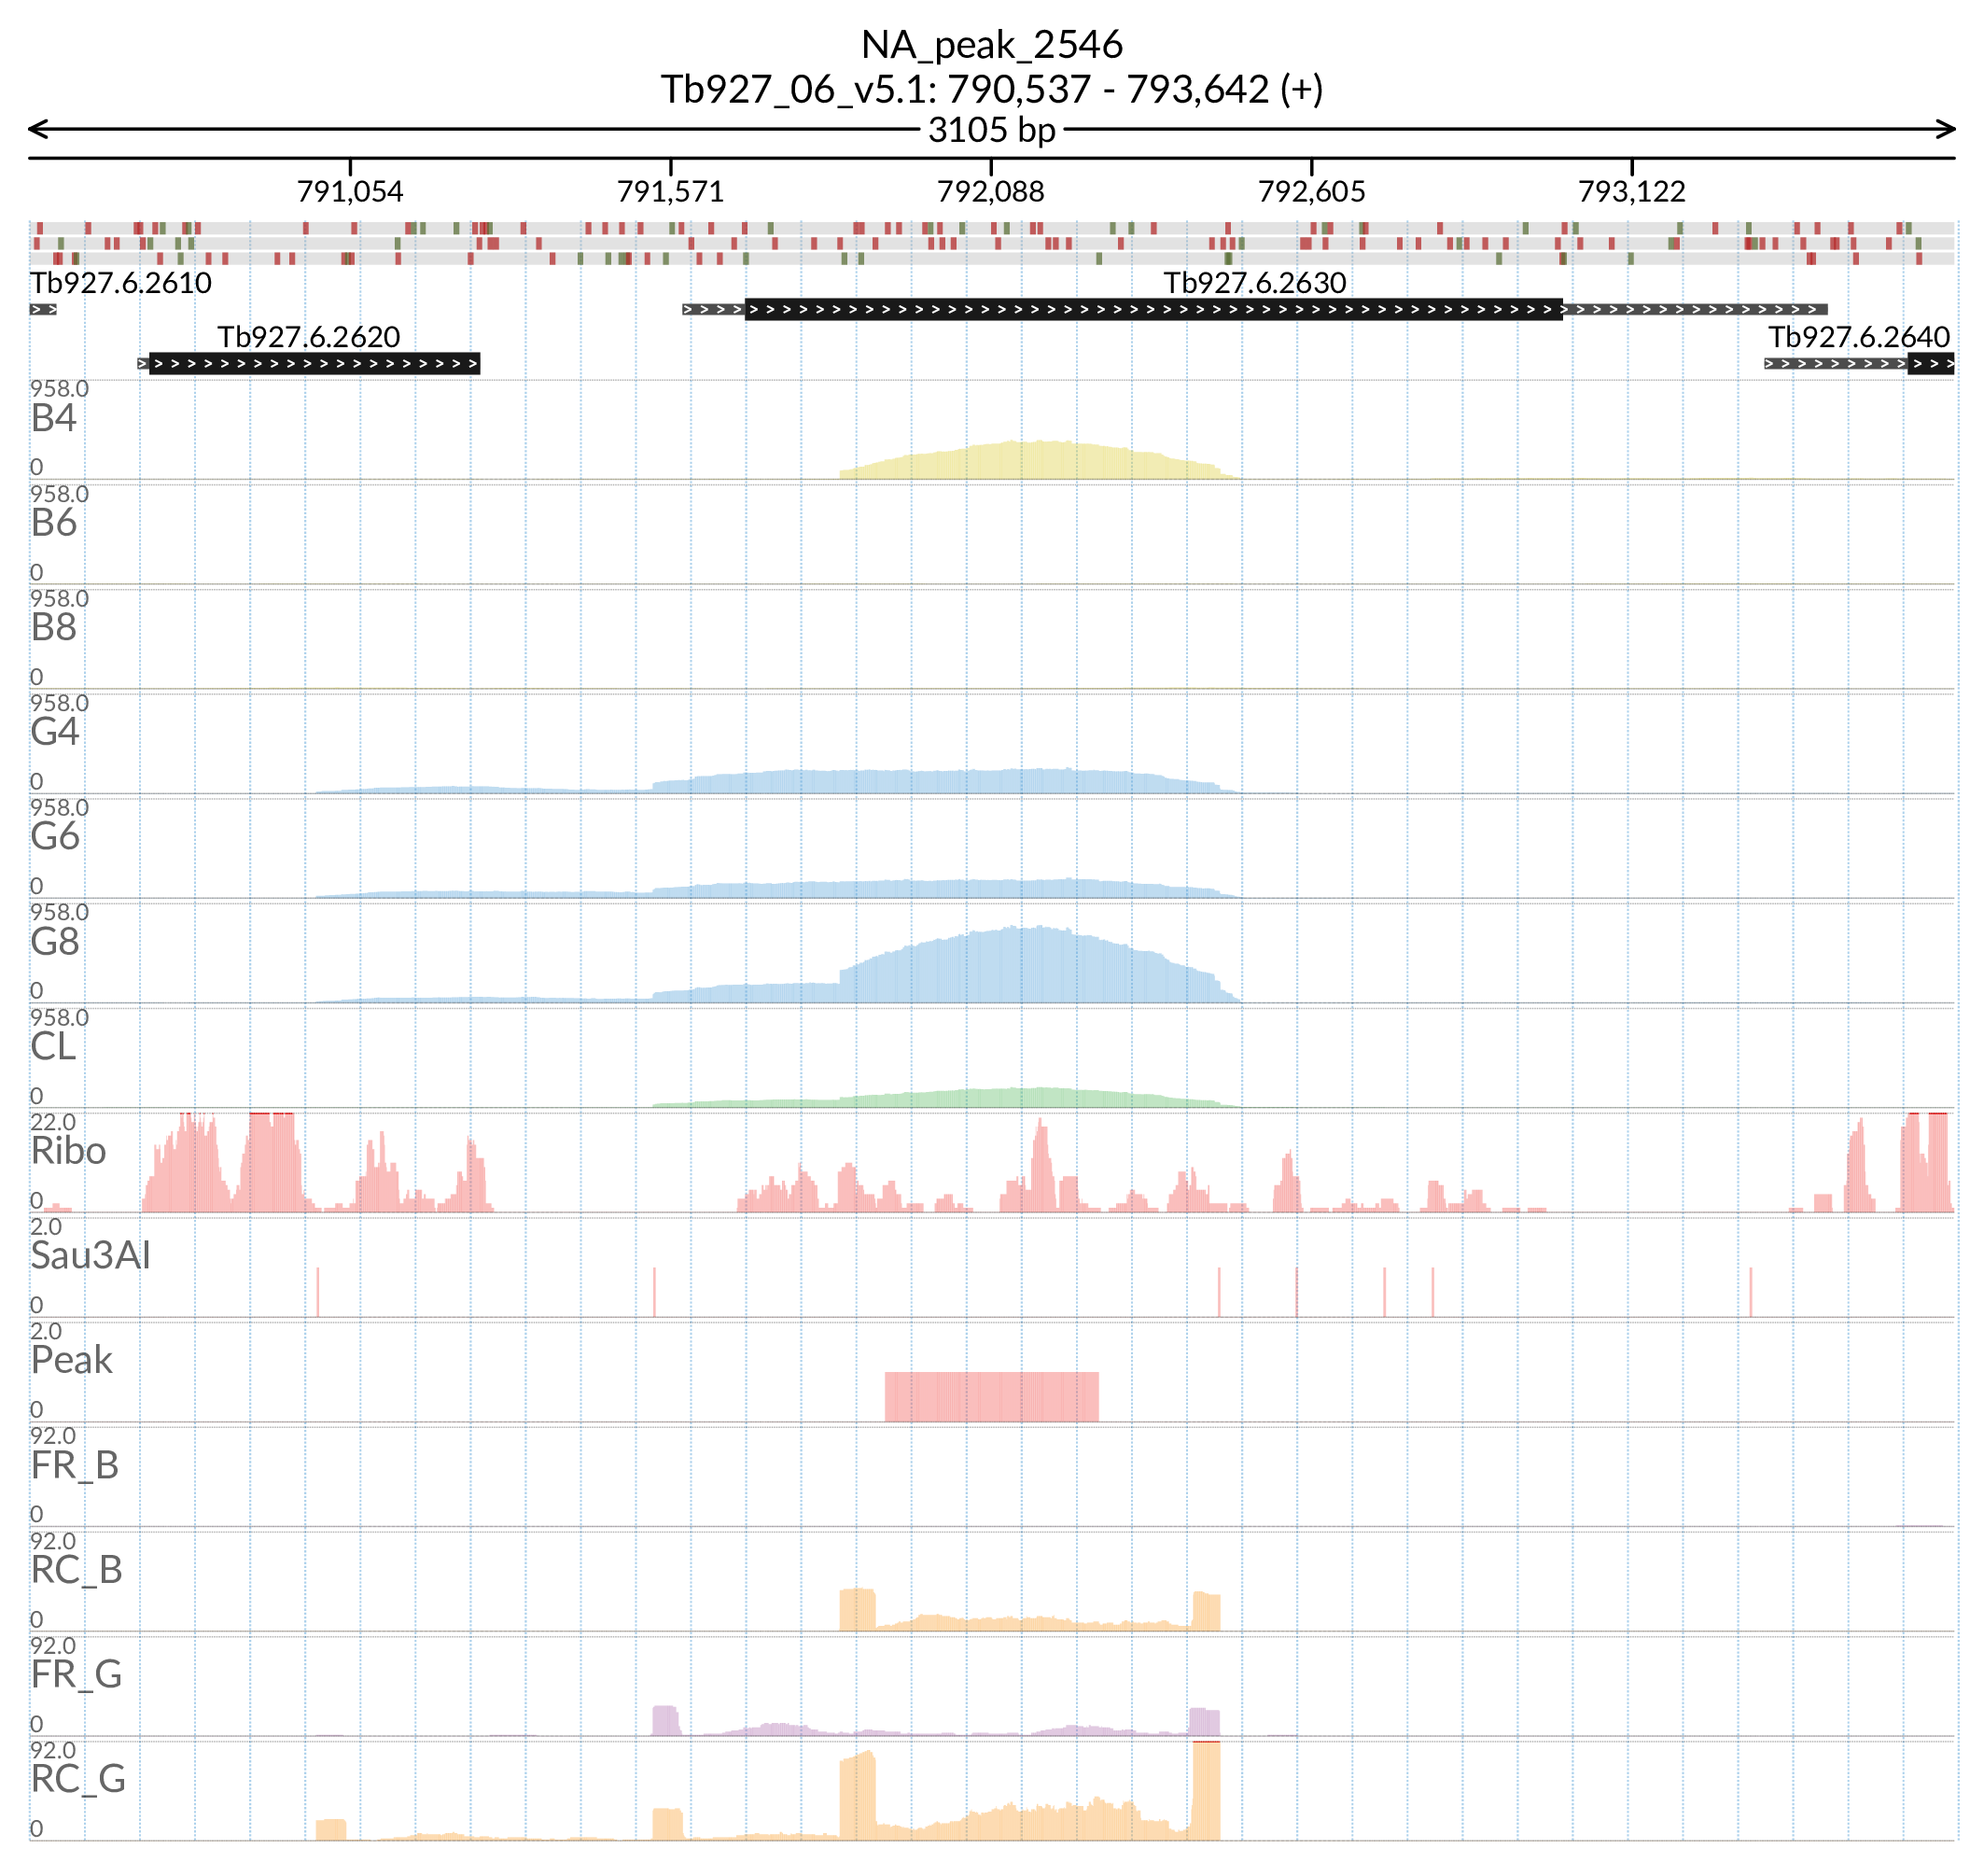 NA_peak_2546
Tb927_06_v5.1: 790,537 - 793,642 (+)
3105 bp
791,054 791,571 792,088 792,605 793,122
Tb927.6.2610 Tb927.6.2630
Tb927.6.2620 Tb927.6.2640
958.0
B4
0
958.0
B6
0
958.0
B8
0
958.0
G4
0
958.0
G6
0
958.0
G8
0
958.0
CL
0
22.0
Ribo
0
2.0
Sau3AI
0
2.0
Peak
0
92.0
FR_B
0
92.0
RC_B
0
92.0
FR_G
0
92.0
RC_G
0